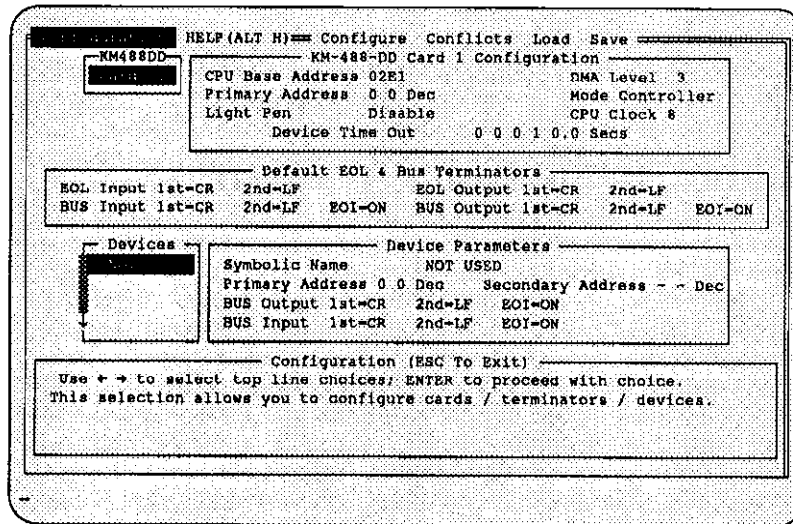 HELP(ALT H) Configure Conflicts Load Save
KM488DD
KM-488-DD Card 1 Configuration
CPU Base Address 02E1 DMA Level 3
Primary Address 0 0 Dec Mode Controller
Light Pen Disable CPU Clock 8
Device Time Out 0 0 0 1 0.0 Secs
Default EOL & Bus Terminators
EOL Input 1st=CR 2nd=LF EOL Output 1st=CR 2nd=LF
BUS Input 1st=CR 2nd=LF EOI=ON BUS Output 1st=CR 2nd=LF EOI=ON
Devices
Device Parameters
Symbolic Name NOT USED
Primary Address 0 0 Dec Secondary Address - - Dec
BUS Output 1st=CR 2nd=LF EOI=ON
BUS Input 1st=CR 2nd=LF EOI=ON
Configuration (ESC To Exit)
Use ← → to select top line choices; ENTER to proceed with choice.
This selection allows you to configure cards / terminators / devices.